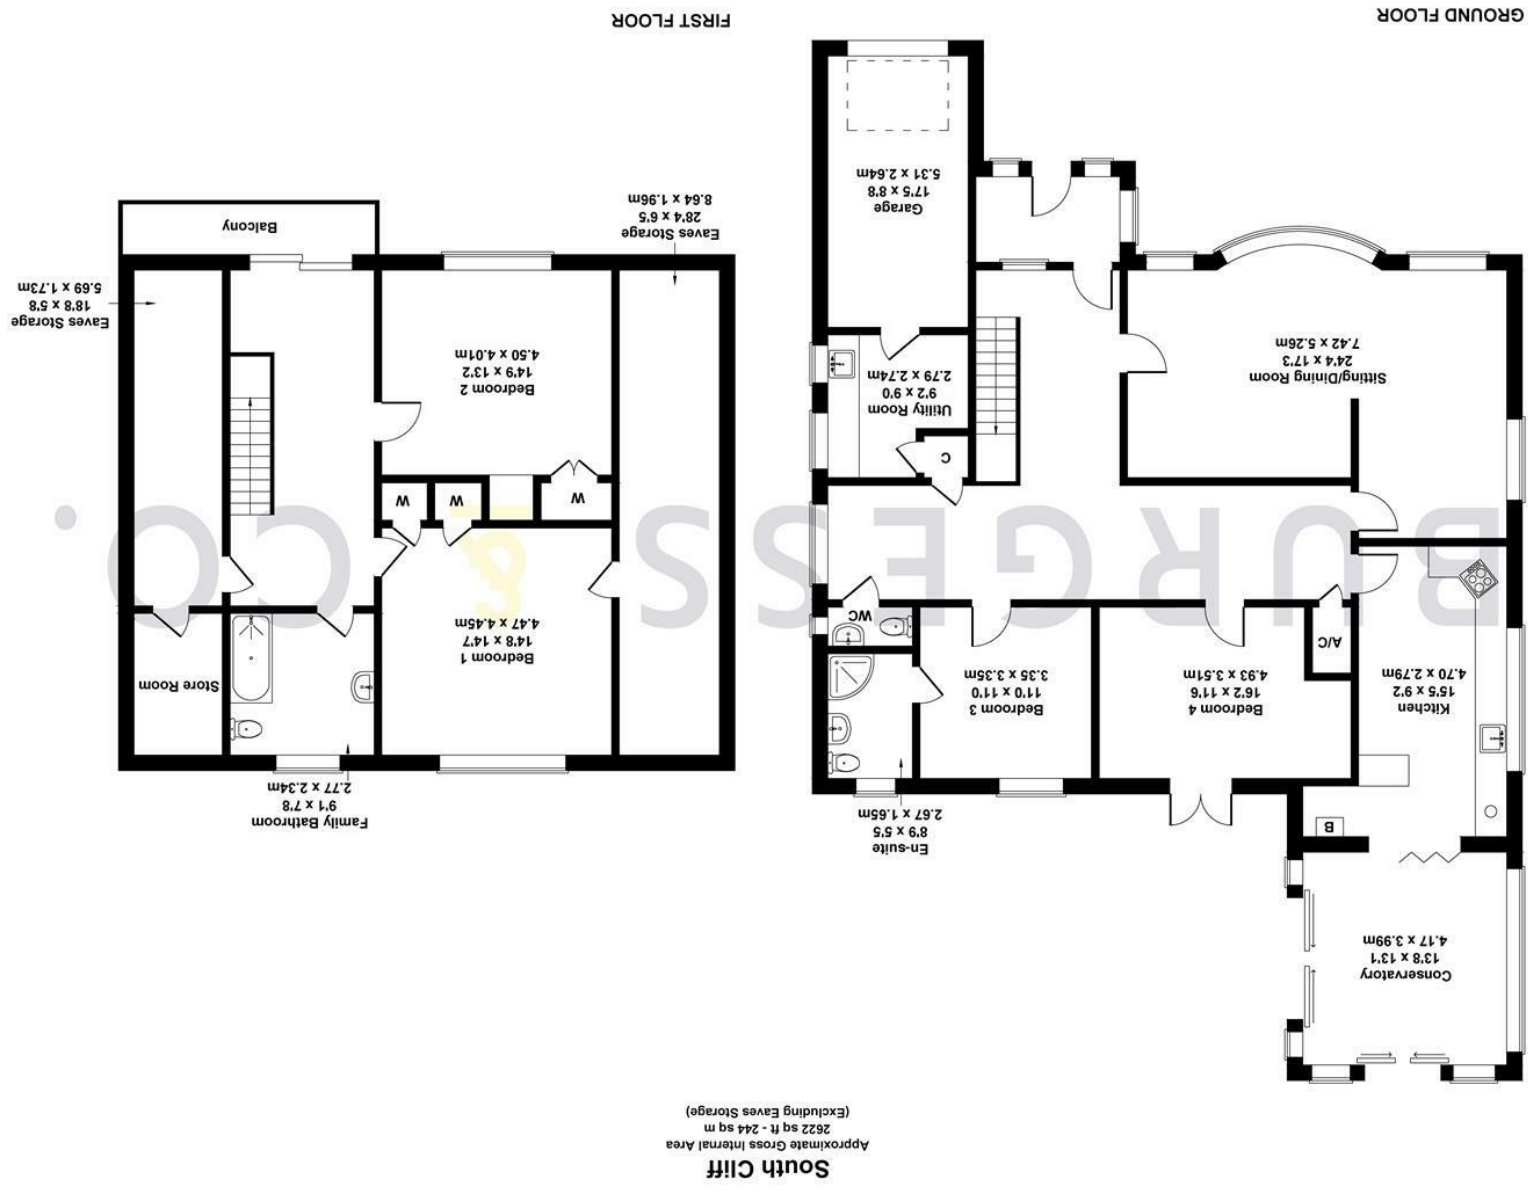 South Cliff
Approximate Gross Internal Area
2622 sq ft - 244 sq m
(Excluding Eaves Storage)
Conservatory
13'8 x 13'1
4.17 x 3.99m
B
Kitchen
15'5 x 9'2
4.70 x 2.79m
A/C
Bedroom 4
16'2 x 11'6
4.93 x 3.51m
Bedroom 3
11'0 x 11'0
3.35 x 3.35m
En-suite
8'9 x 5'5
2.67 x 1.65m
WC
C
Utility Room
9'2 x 9'0
2.79 x 2.74m
Sitting/Dining Room
24'4 x 17'3
7.42 x 5.26m
Garage
17'5 x 8'8
5.31 x 2.64m
GROUND FLOOR
Bedroom 1
14'8 x 14'7
4.47 x 4.45m
Family Bathroom
9'1 x 7'8
2.77 x 2.34m
Store Room
W
W
W
Bedroom 2
14'9 x 13'2
4.50 x 4.01m
Eaves Storage
28'4 x 6'5
8.64 x 1.96m
Eaves Storage
18'8 x 5'8
5.69 x 1.73m
Balcony
FIRST FLOOR
BURGESS & CO.